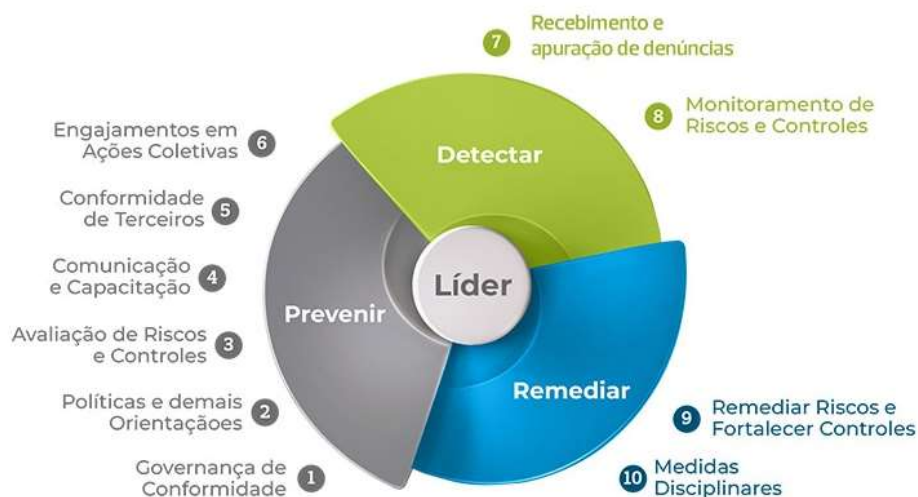 7 Recebimento e
apuração de denúncias
8 Monitoramento de
Riscos e Controles
Engajamentos em 6
Ações Coletivas
Detectar
Conformidade 5
de Terceiros
Comunicação 4
e Capacitação
Líder
Prevenir
Avaliação de Riscos 3
e Controles
Remediar
Políticas e demais 2
Orientaçãoes
9 Remediar Riscos e
Fortalecer Controles
Governança de 1
Conformidade
10 Medidas
Disciplinares